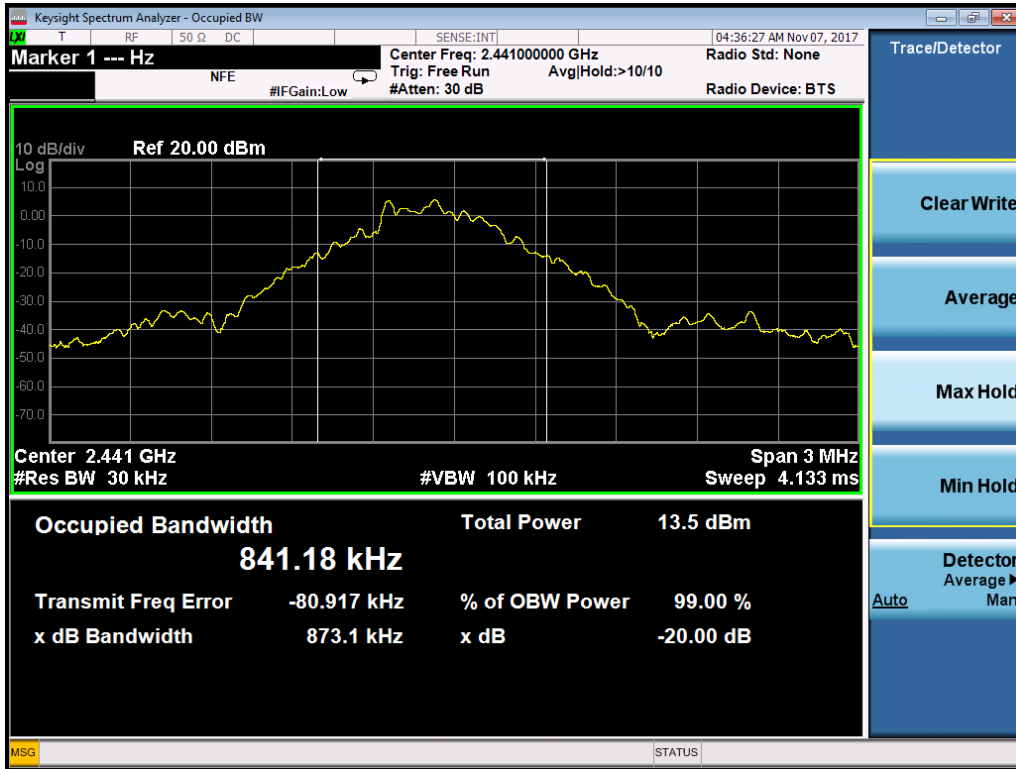 Keysight Spectrum Analyzer - Occupied BW
LXI T RF 50 Ω DC SENSE:INT 04:36:27 AM Nov 07, 2017
Marker 1 --- Hz
NFE
#IFGain:Low
Center Freq: 2.441000000 GHz
Trig: Free Run Avg|Hold:>10/10
#Atten: 30 dB
Radio Std: None
Radio Device: BTS
10 dB/div Ref 20.00 dBm
Log
10.0
0.00
-10.0
-20.0
-30.0
-40.0
-50.0
-60.0
-70.0
Center 2.441 GHz Span 3 MHz
#Res BW 30 kHz #VBW 100 kHz Sweep 4.133 ms
Occupied Bandwidth Total Power 13.5 dBm
841.18 kHz
Transmit Freq Error -80.917 kHz % of OBW Power 99.00 %
x dB Bandwidth 873.1 kHz x dB -20.00 dB
Trace/Detector
Clear Write
Average
Max Hold
Min Hold
Detector
Average
Auto Man
MSG STATUS